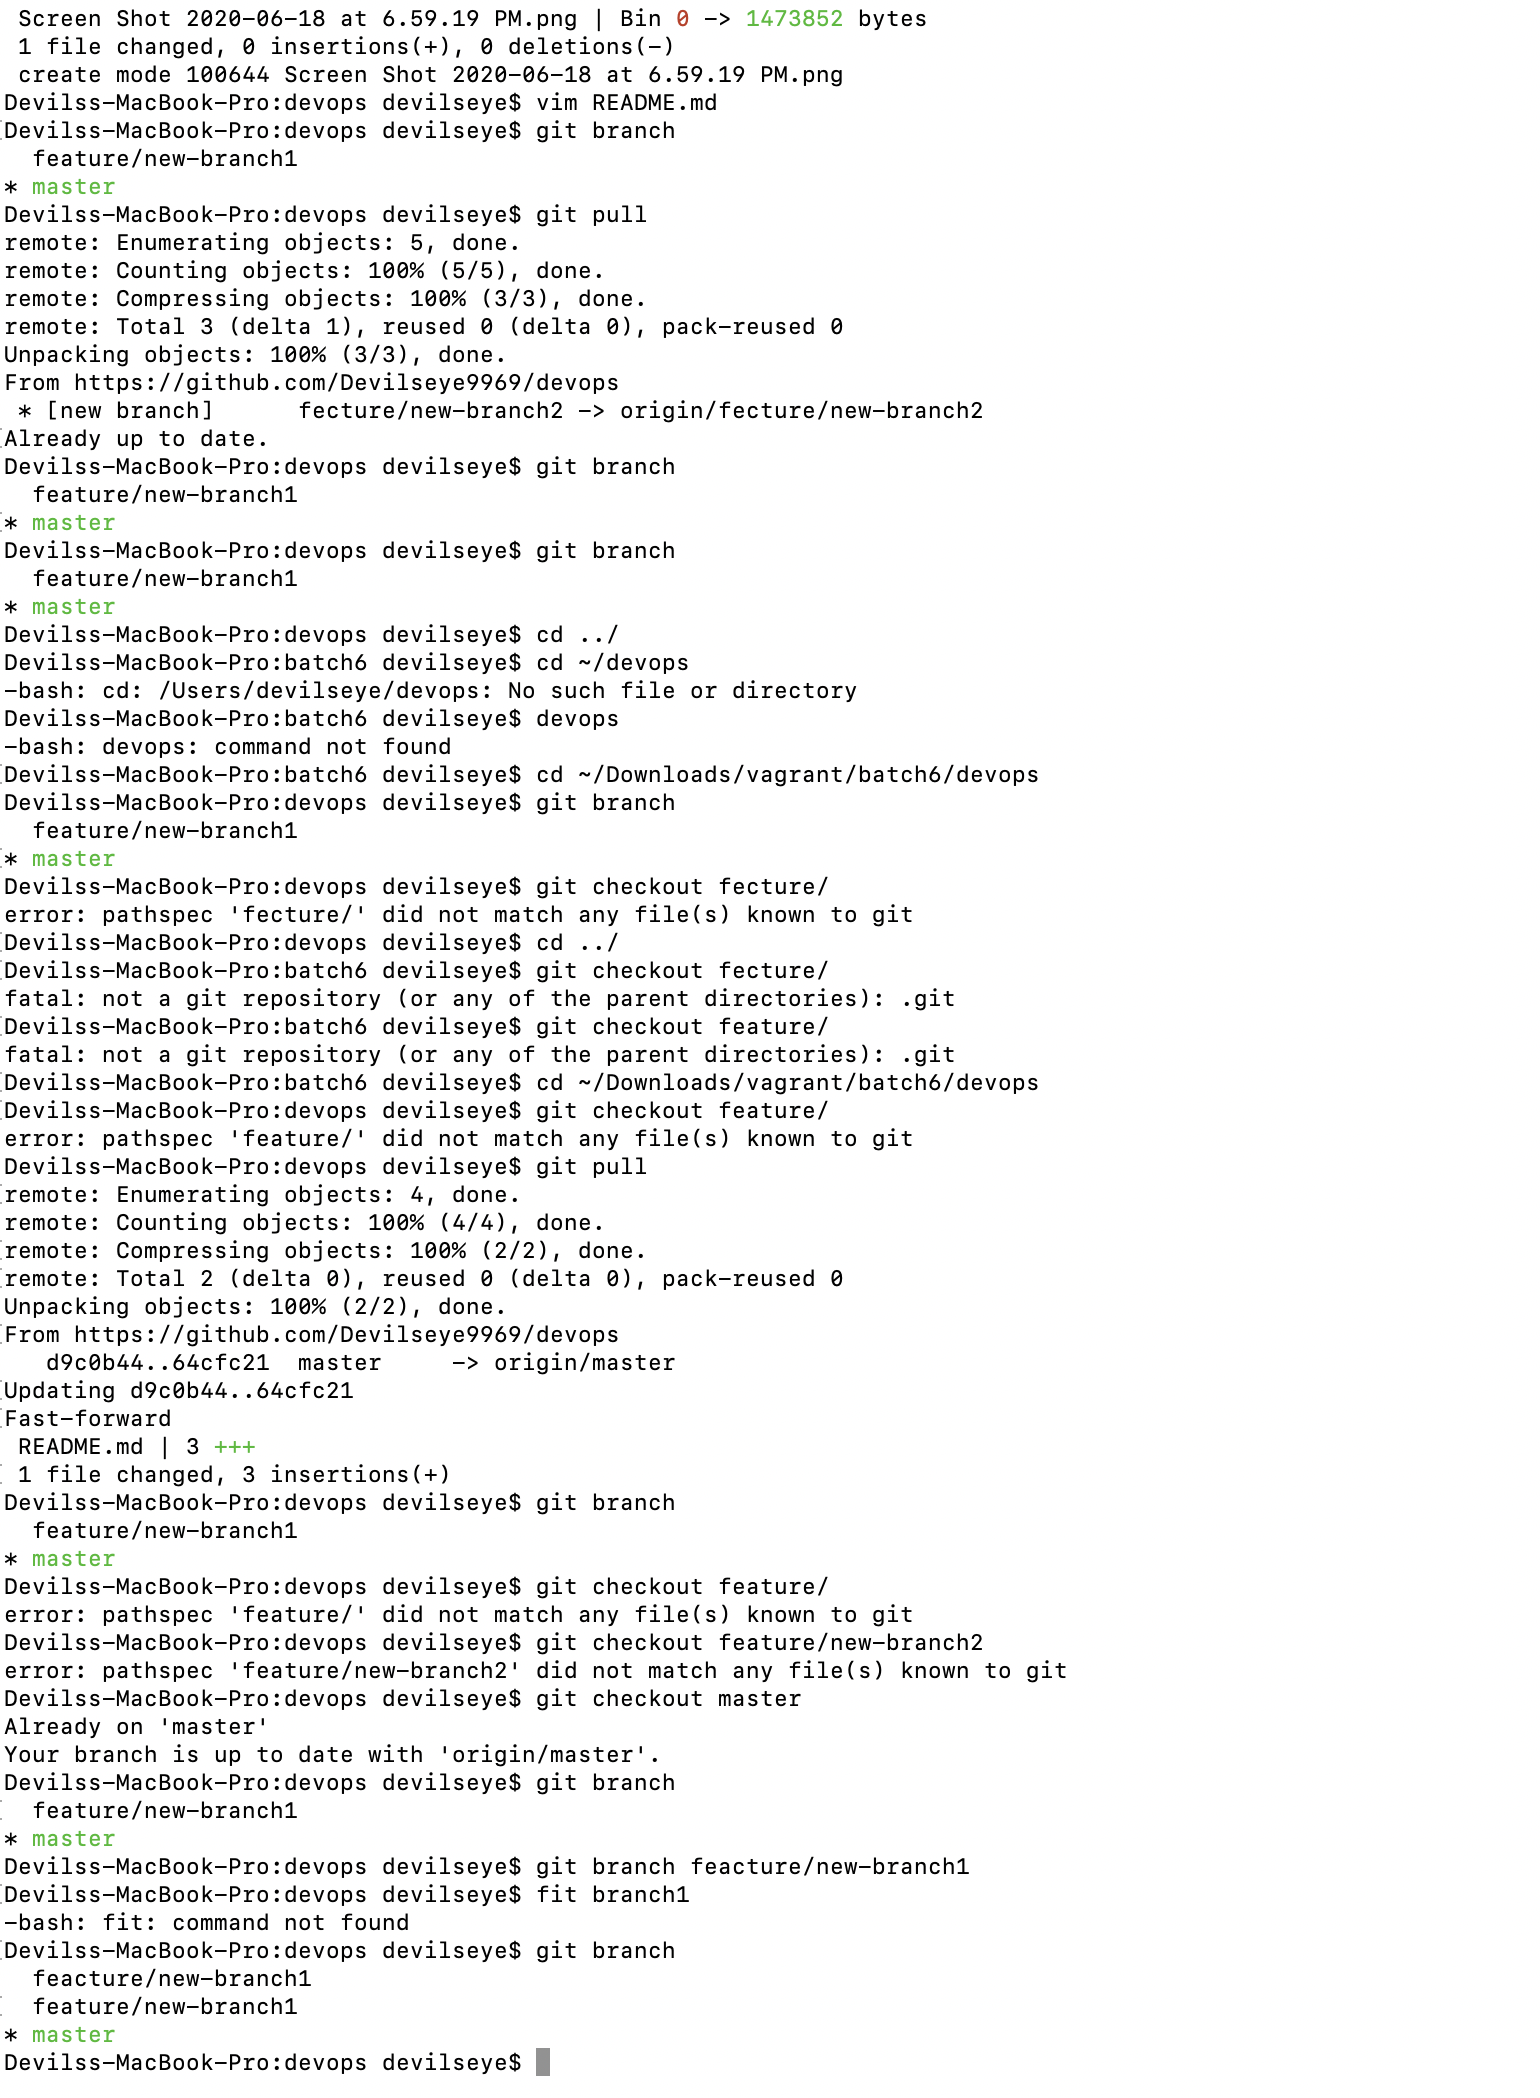 Screen Shot 2020-06-18 at 6.59.19 PM.png | Bin 0 -> 1473852 bytes
1 file changed, 0 insertions(+), 0 deletions(-)
create mode 100644 Screen Shot 2020-06-18 at 6.59.19 PM.png
Devilss-MacBook-Pro:devops devilseye$ vim README.md
Devilss-MacBook-Pro:devops devilseye$ git branch
  feature/new-branch1
* master
Devilss-MacBook-Pro:devops devilseye$ git pull
remote: Enumerating objects: 5, done.
remote: Counting objects: 100% (5/5), done.
remote: Compressing objects: 100% (3/3), done.
remote: Total 3 (delta 1), reused 0 (delta 0), pack-reused 0
Unpacking objects: 100% (3/3), done.
From https://github.com/Devilseye9969/devops
 * [new branch]      fecture/new-branch2 -> origin/fecture/new-branch2
Already up to date.
Devilss-MacBook-Pro:devops devilseye$ git branch
  feature/new-branch1
* master
Devilss-MacBook-Pro:devops devilseye$ git branch
  feature/new-branch1
* master
Devilss-MacBook-Pro:devops devilseye$ cd ../
Devilss-MacBook-Pro:batch6 devilseye$ cd ~/devops
-bash: cd: /Users/devilseye/devops: No such file or directory
Devilss-MacBook-Pro:batch6 devilseye$ devops
-bash: devops: command not found
Devilss-MacBook-Pro:batch6 devilseye$ cd ~/Downloads/vagrant/batch6/devops
Devilss-MacBook-Pro:devops devilseye$ git branch
  feature/new-branch1
* master
Devilss-MacBook-Pro:devops devilseye$ git checkout fecture/
error: pathspec 'fecture/' did not match any file(s) known to git
Devilss-MacBook-Pro:devops devilseye$ cd ../
Devilss-MacBook-Pro:batch6 devilseye$ git checkout fecture/
fatal: not a git repository (or any of the parent directories): .git
Devilss-MacBook-Pro:batch6 devilseye$ git checkout feature/
fatal: not a git repository (or any of the parent directories): .git
Devilss-MacBook-Pro:batch6 devilseye$ cd ~/Downloads/vagrant/batch6/devops
Devilss-MacBook-Pro:devops devilseye$ git checkout feature/
error: pathspec 'feature/' did not match any file(s) known to git
Devilss-MacBook-Pro:devops devilseye$ git pull
remote: Enumerating objects: 4, done.
remote: Counting objects: 100% (4/4), done.
remote: Compressing objects: 100% (2/2), done.
remote: Total 2 (delta 0), reused 0 (delta 0), pack-reused 0
Unpacking objects: 100% (2/2), done.
From https://github.com/Devilseye9969/devops
   d9c0b44..64cfc21  master     -> origin/master
Updating d9c0b44..64cfc21
Fast-forward
 README.md | 3 +++
 1 file changed, 3 insertions(+)
Devilss-MacBook-Pro:devops devilseye$ git branch
  feature/new-branch1
* master
Devilss-MacBook-Pro:devops devilseye$ git checkout feature/
error: pathspec 'feature/' did not match any file(s) known to git
Devilss-MacBook-Pro:devops devilseye$ git checkout feature/new-branch2
error: pathspec 'feature/new-branch2' did not match any file(s) known to git
Devilss-MacBook-Pro:devops devilseye$ git checkout master
Already on 'master'
Your branch is up to date with 'origin/master'.
Devilss-MacBook-Pro:devops devilseye$ git branch
  feature/new-branch1
* master
Devilss-MacBook-Pro:devops devilseye$ git branch feacture/new-branch1
Devilss-MacBook-Pro:devops devilseye$ fit branch1
-bash: fit: command not found
Devilss-MacBook-Pro:devops devilseye$ git branch
  feacture/new-branch1
  feature/new-branch1
* master
Devilss-MacBook-Pro:devops devilseye$